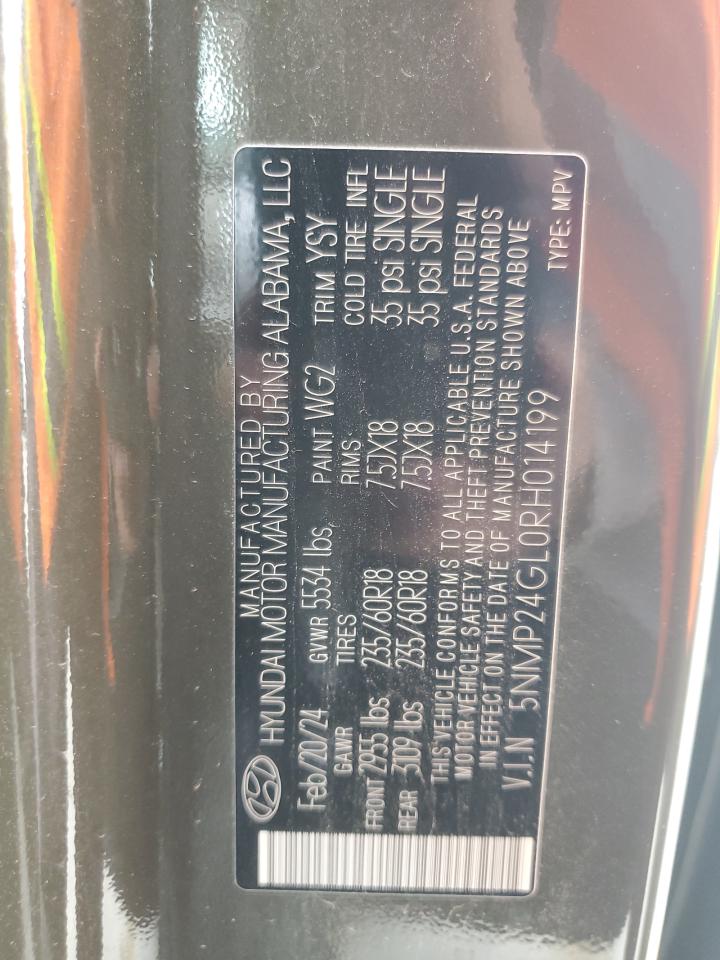 MANUFACTURED BY
HYUNDAI MOTOR MANUFACTURING ALABAMA, LLC
Feb/20/24 GVWR 5534 lbs. PAINT WG2 TRIM YSY
GAWR TIRES RIMS COLD TIRE INFL
FRONT 2955 lbs 235/60R18 7.5JX18 35 psi SINGLE
REAR 3109 lbs 235/60R18 7.5JX18 35 psi SINGLE
THIS VEHICLE CONFORMS TO ALL APPLICABLE U.S.A. FEDERAL
MOTOR VEHICLE SAFETY AND THEFT PREVENTION STANDARDS
IN EFFECT ON THE DATE OF MANUFACTURE SHOWN ABOVE
V.I.N 5NMP24GL0RH014199 TYPE: MPV